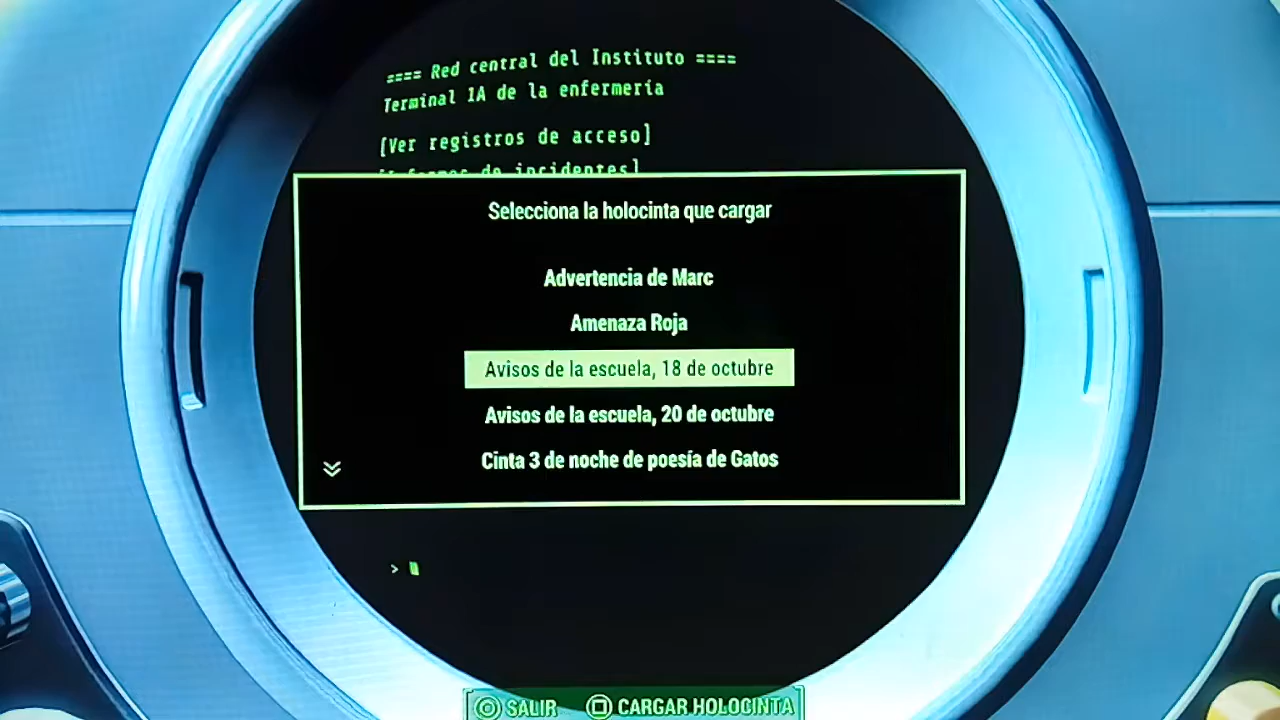 ==== Red central del Instituto ====
Terminal 1A de la enfermería
[Ver registros de acceso]
de incidentes]
Selecciona la holocinta que cargar
Advertencia de Marc
Amenaza Roja
Avisos de la escuela, 18 de octubre
Avisos de la escuela, 20 de octubre
Cinta 3 de noche de poesía de Gatos
>
SALIR CARGAR HOLOCINTA